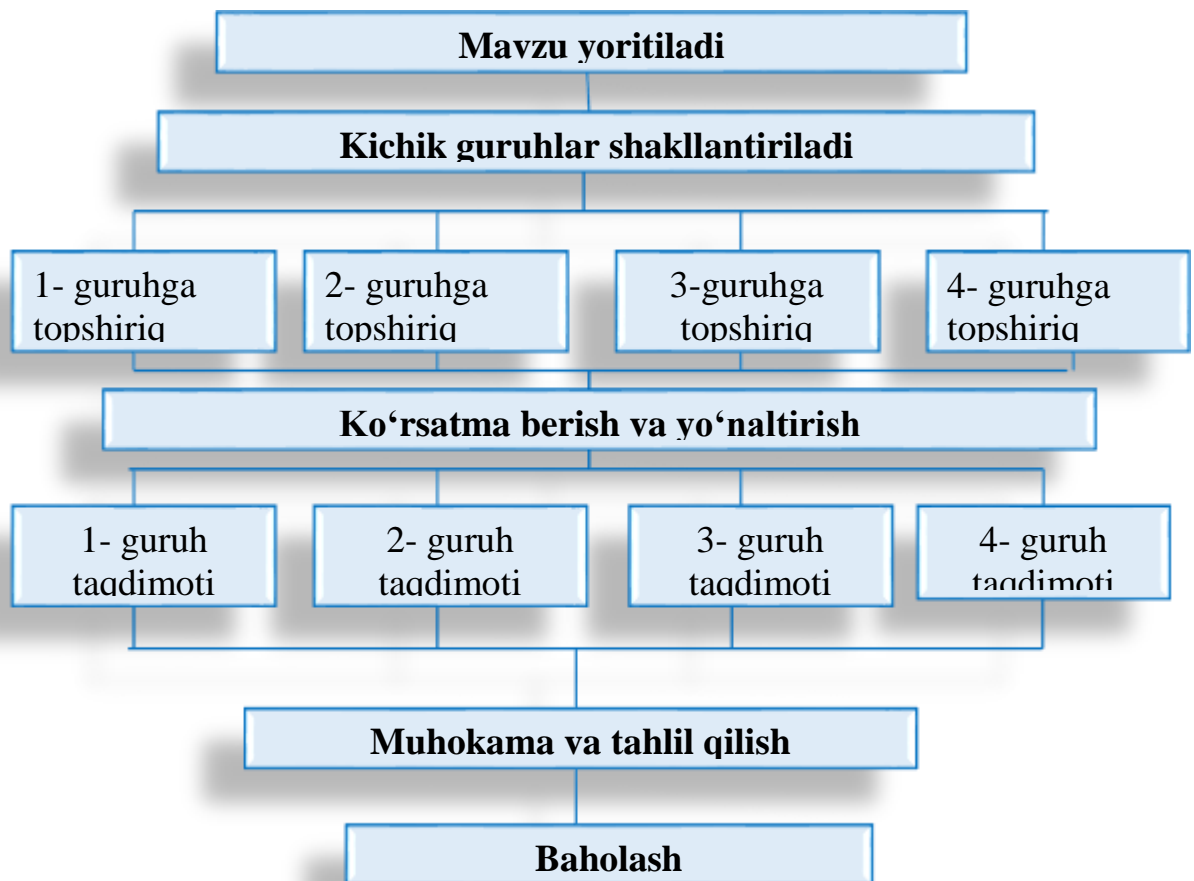 Mavzu yoritiladi
Kichik guruhlar shakllantiriladi
1- guruhga
topshiriq
2- guruhga
topshiriq
3-guruhga
topshiriq
4- guruhga
topshiriq
Ko‘rsatma berish va yo‘naltirish
1- guruh
taqdimoti
2- guruh
taqdimoti
3- guruh
taqdimoti
4- guruh
taqdimoti
Muhokama va tahlil qilish
Baholash